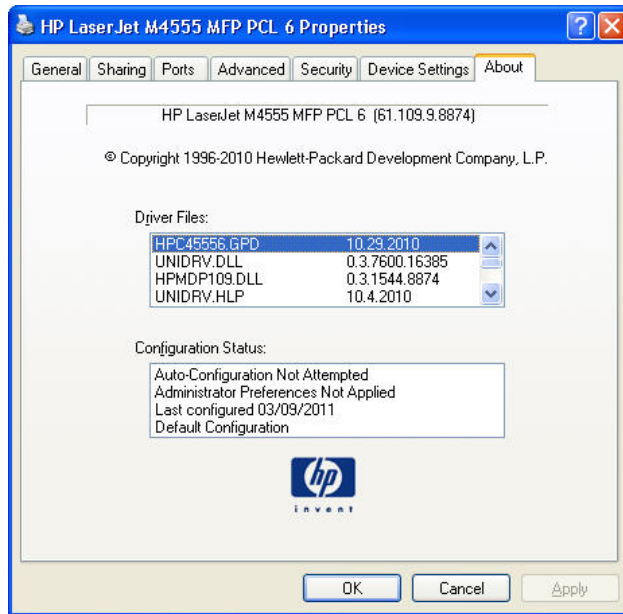 HP LaserJet M4555 MFP PCL 6 Properties
General Sharing Ports Advanced Security Device Settings About
HP LaserJet M4555 MFP PCL 6 (61.109.9.8874)
© Copyright 1996-2010 Hewlett-Packard Development Company, L.P.
Driver Files:
HPC45556.GPD 10.29.2010
UNIDRV.DLL 0.3.7600.16385
HPMDP109.DLL 0.3.1544.8874
UNIDRV.HLP 10.4.2010
Configuration Status:
Auto-Configuration Not Attempted
Administrator Preferences Not Applied
Last configured 03/09/2011
Default Configuration
hp
invent
OK Cancel Apply